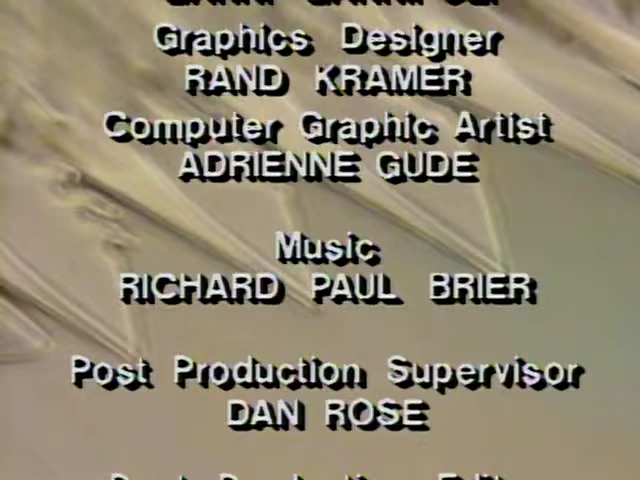 Graphics Designer
RAND KRAMER
Computer Graphic Artist
ADRIENNE GUDE
Music
RICHARD PAUL BRIER
Post Production Supervisor
DAN ROSE